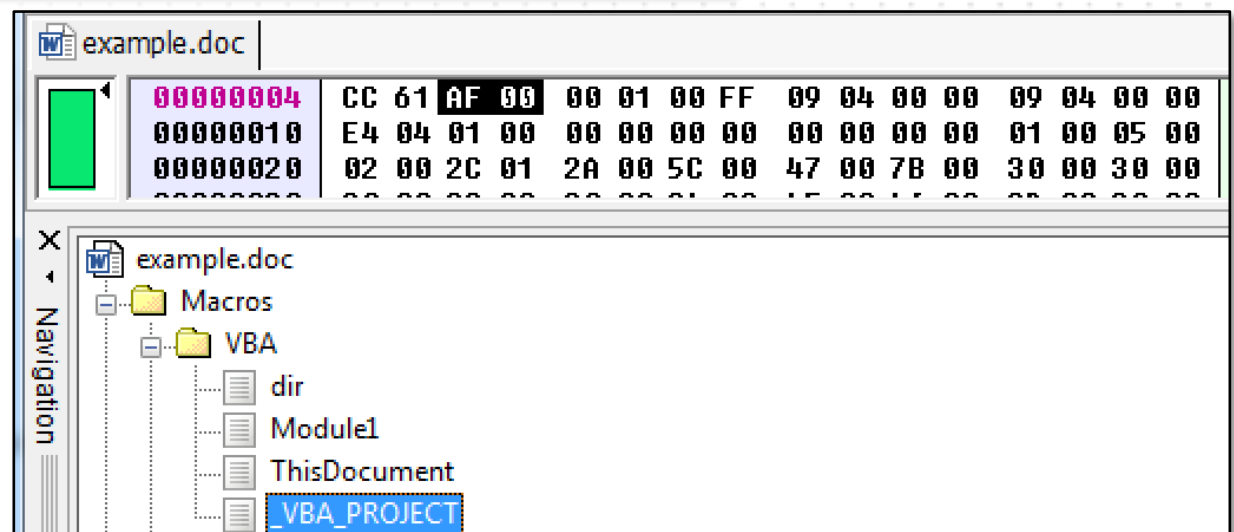 example.doc
00000004 CC 61 AF 00 00 01 00 FF 09 04 00 00 09 04 00 00
00000010 E4 04 01 00 00 00 00 00 00 00 00 00 01 00 05 00
00000020 02 00 2C 01 2A 00 5C 00 47 00 7B 00 30 00 30 00
Navigation
example.doc
Macros
VBA
dir
Module1
ThisDocument
_VBA_PROJECT